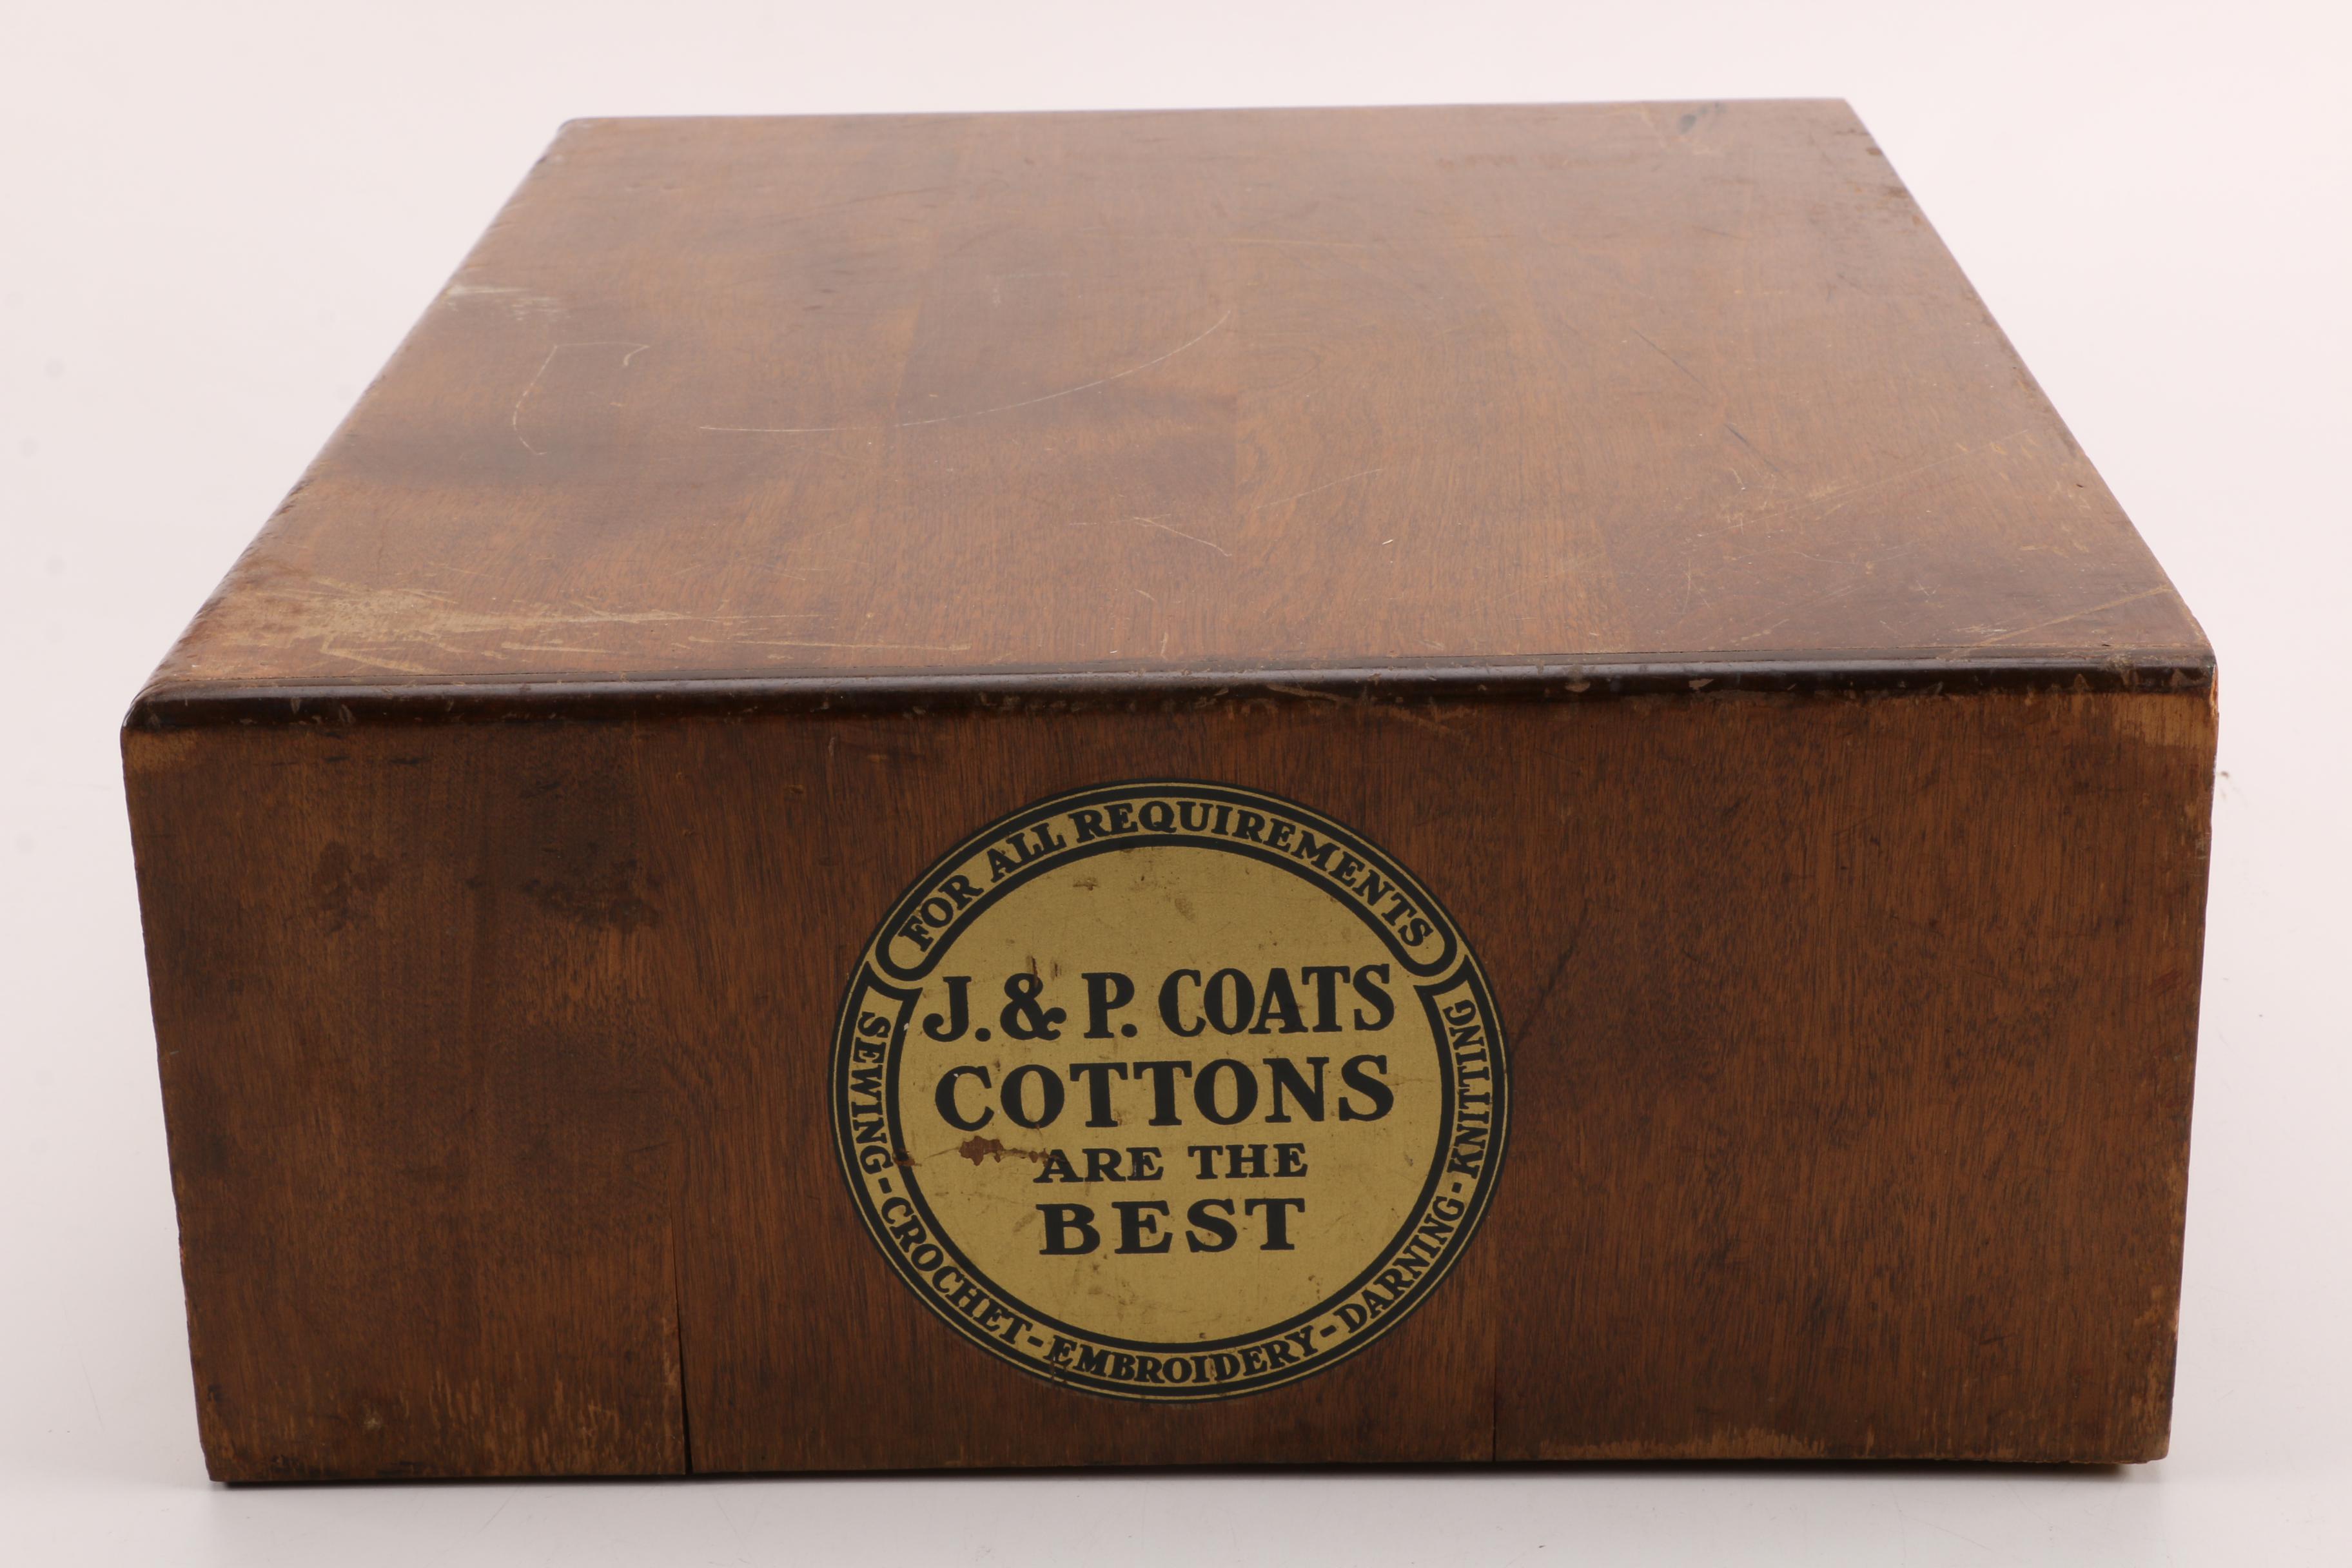 FOR ALL REQUIREMENTS
J. & P. COATS
COTTONS
ARE THE
BEST
SEWING - CROCHET - EMBROIDERY - DARNING - KNITTING